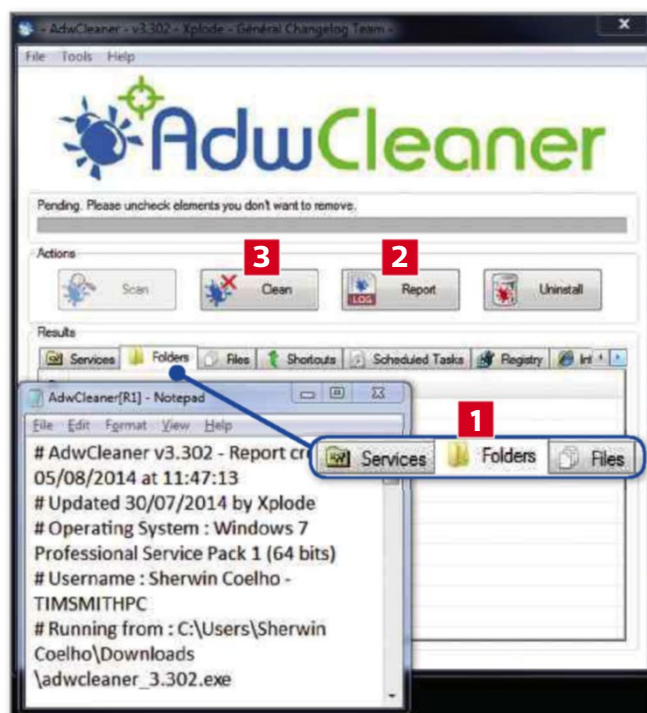 - AdwCleaner - v3.302 - Xplode - Général Changelog Team -
File Tools Help
AdwCleaner
Pending. Please uncheck elements you don't want to remove.
Actions
3
2
Scan
Clean
LOG
Report
Uninstall
Results
Services Folders Files Shortcuts Scheduled Tasks Registry
AdwCleaner[R1] - Notepad
File Edit Format View Help
1
Services Folders Files
# AdwCleaner v3.302 - Report
05/08/2014 at 11:47:13
# Updated 30/07/2014 by Xplode
# Operating System : Windows 7
Professional Service Pack 1 (64 bits)
# Username : Sherwin Coelho -
TIMSMITHPC
# Running from : C:\Users\Sherwin
Coelho\Downloads
\adwcleaner_3.302.exe